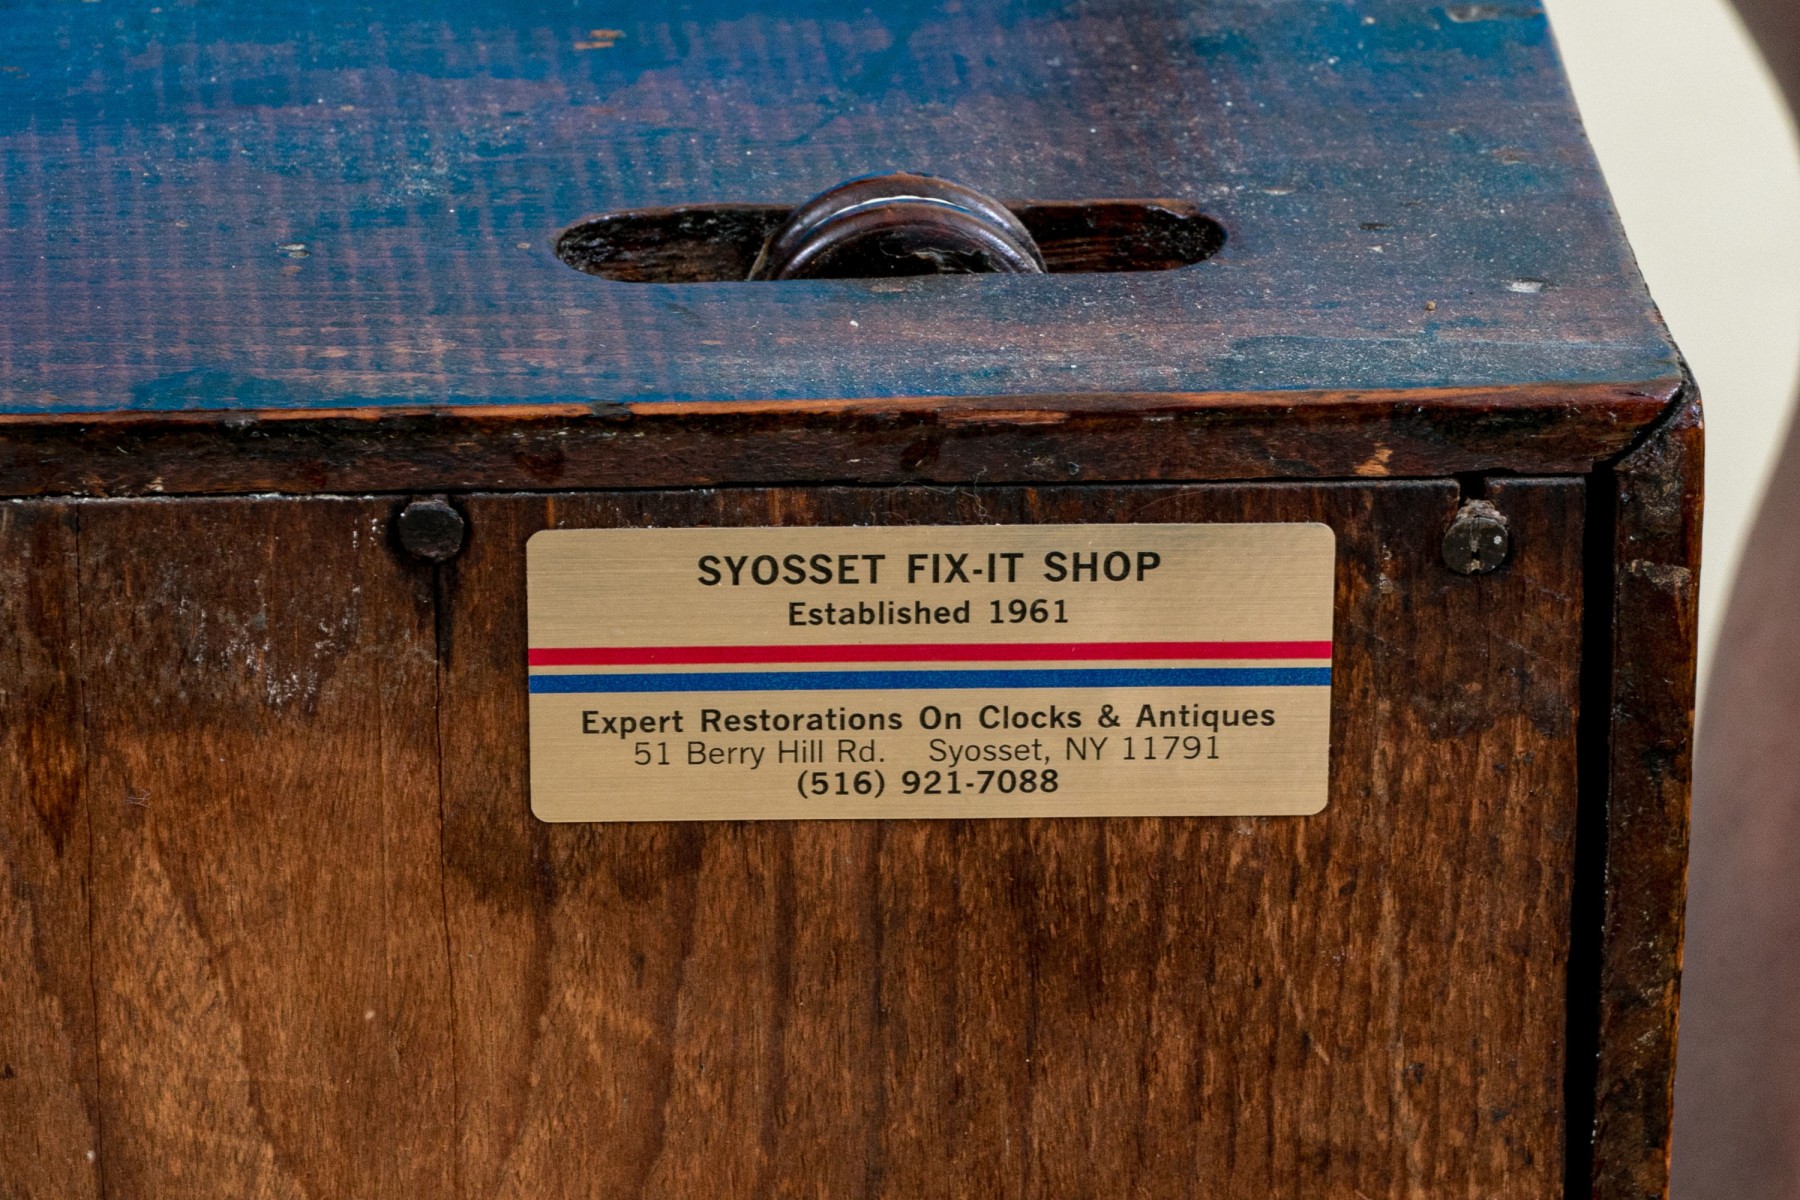 SYOSSET FIX-IT SHOP
Established 1961
Expert Restorations On Clocks & Antiques
51 Berry Hill Rd. Syosset, NY 11791
(516) 921-7088